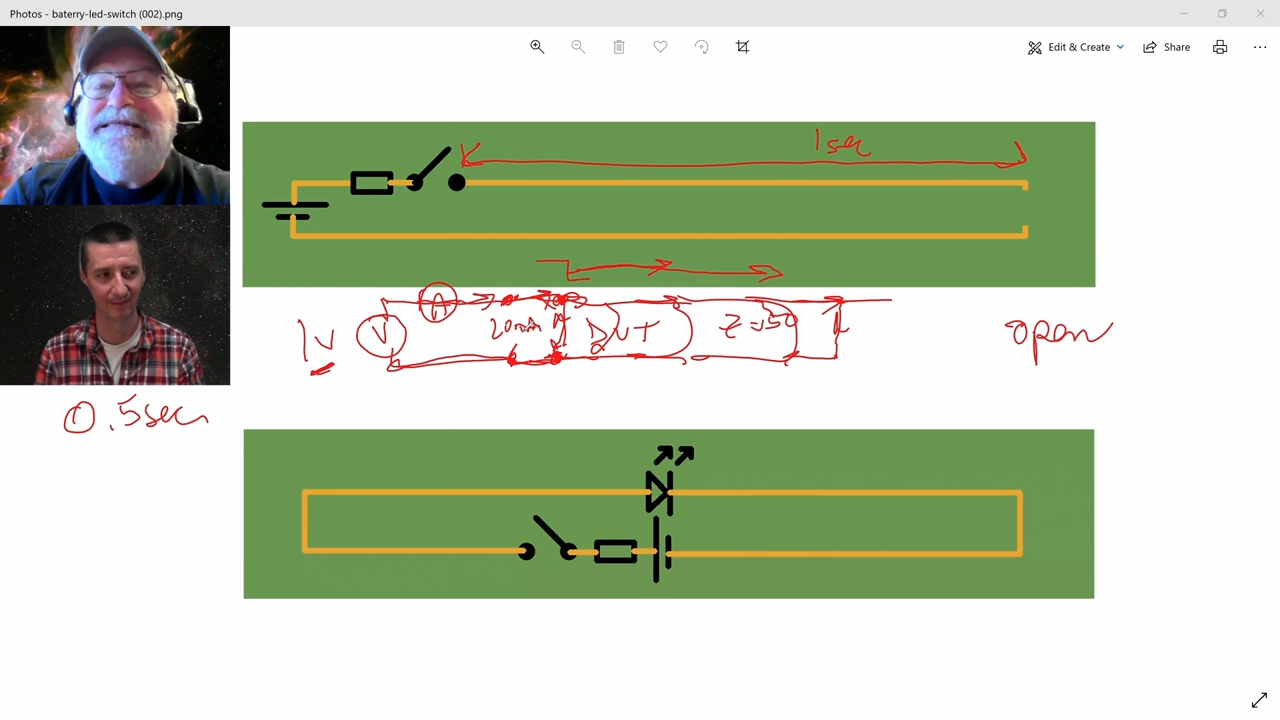 Photos - baterry-led-switch (002).png
Edit & Create
Share
1sec
A
V
1v
20mA
DUT
Z=50
open
0.5sec